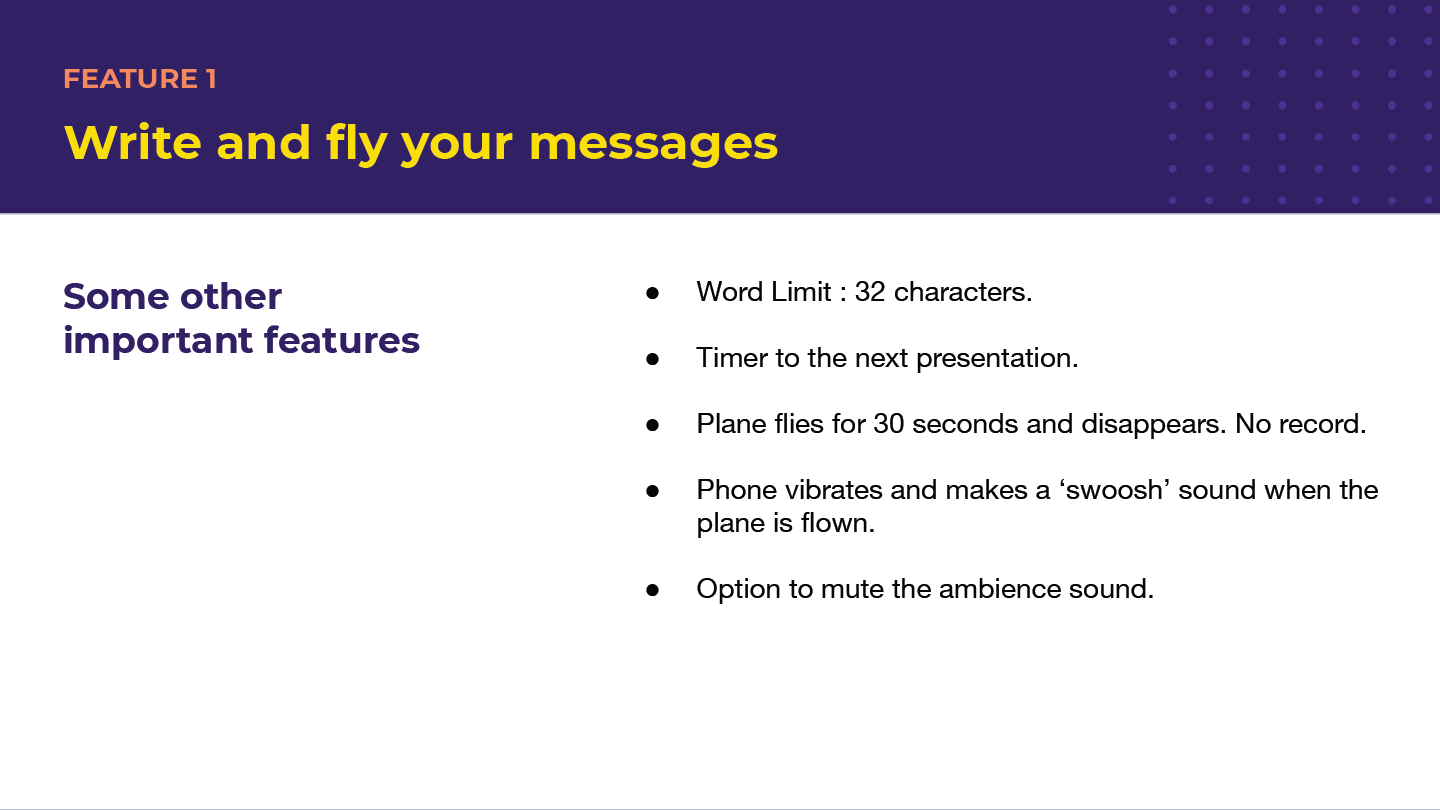 FEATURE 1
Write and fly your messages
Some other
important features
● Word Limit : 32 characters.
● Timer to the next presentation.
● Plane flies for 30 seconds and disappears. No record.
● Phone vibrates and makes a ‘swoosh’ sound when the
plane is flown.
● Option to mute the ambience sound.